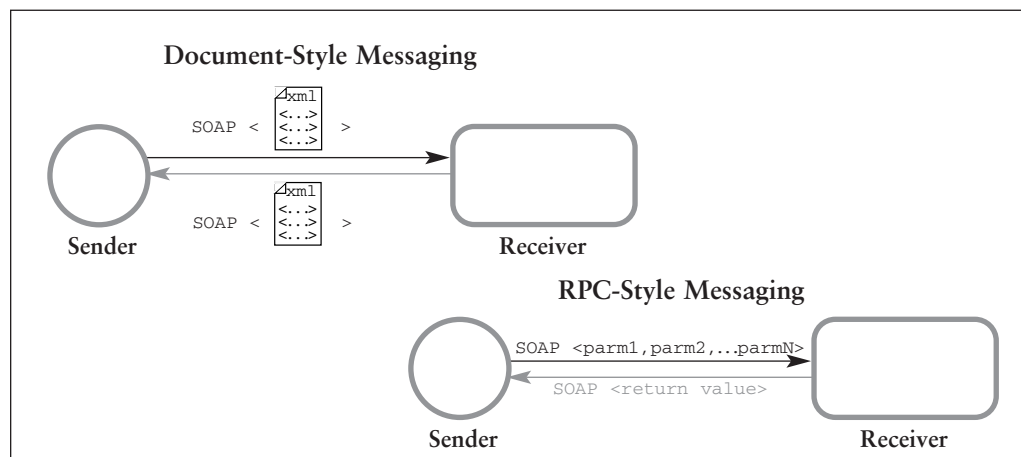 Document-Style Messaging
xml
<...>
<...>
<...>
SOAP < >
xml
<...>
<...>
<...>
SOAP < >
Sender
Receiver
RPC-Style Messaging
SOAP <parm1,parm2,...parmN>
SOAP <return value>
Sender
Receiver